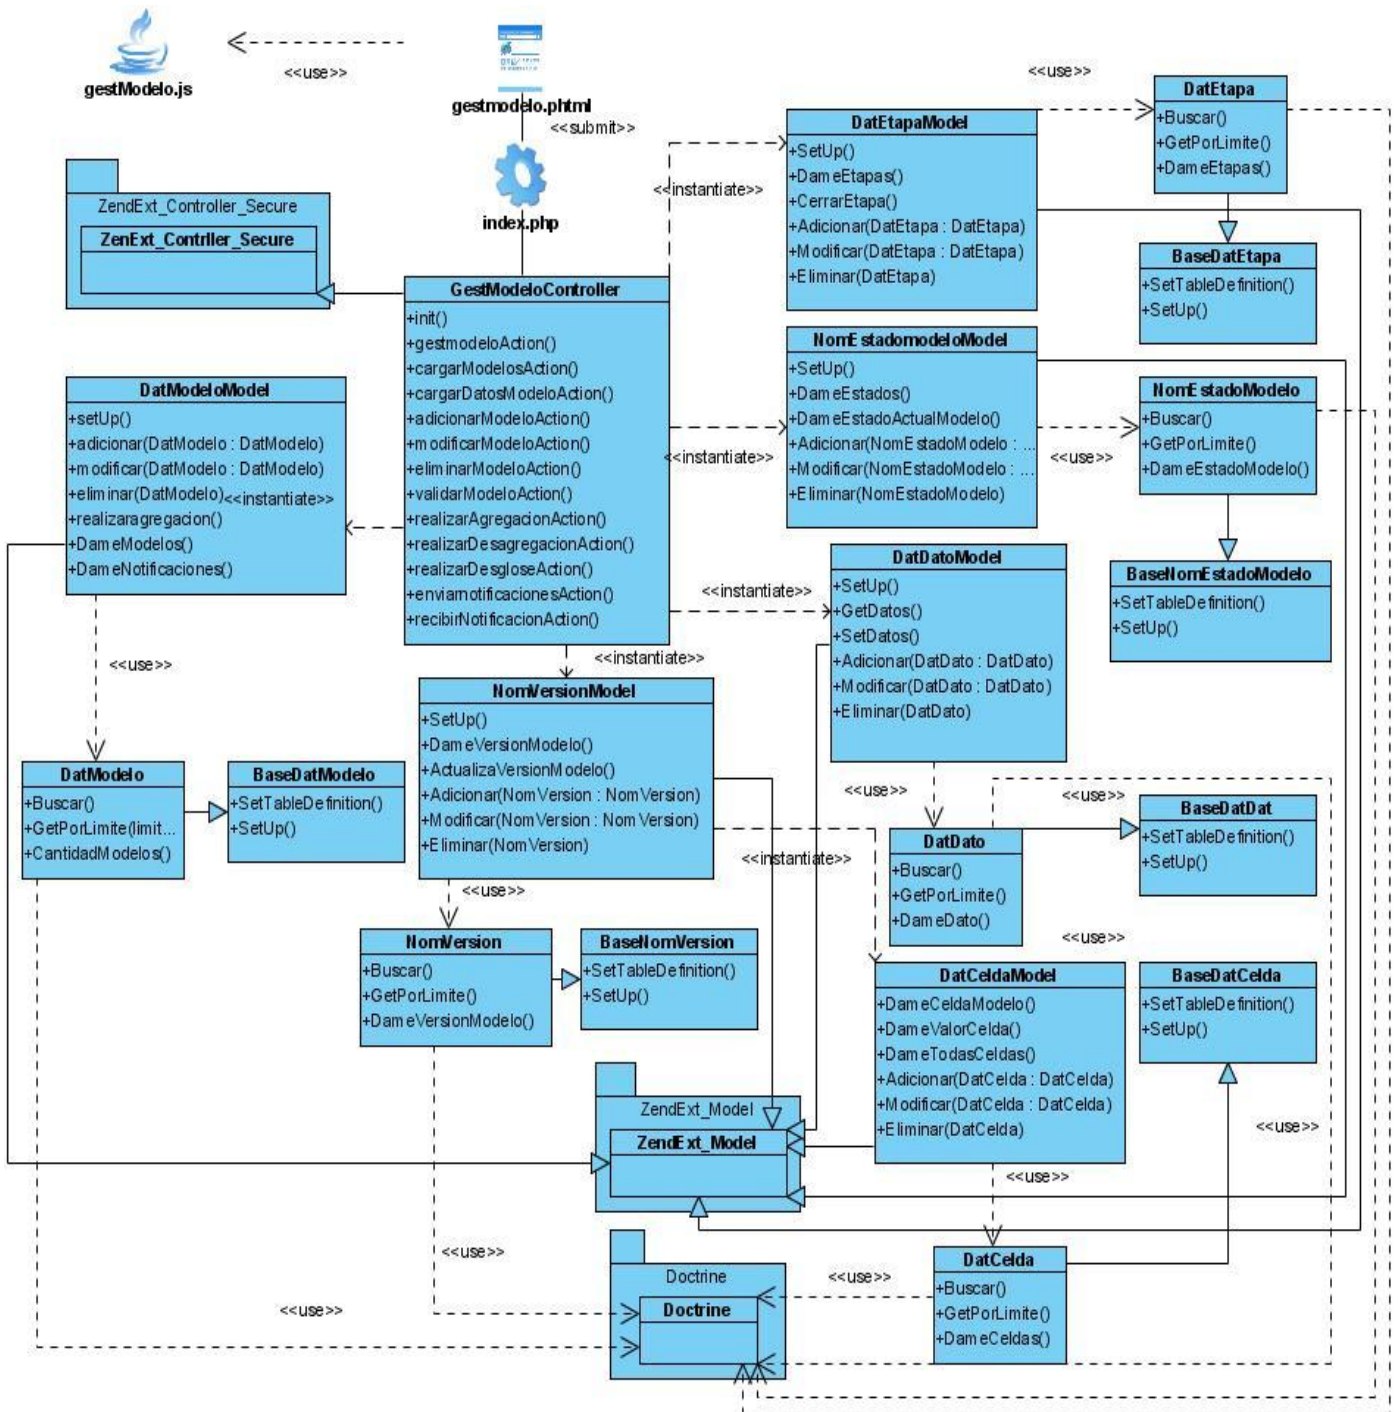 <<use>>
gestModelo.js
gestmodelo.phtml
<<submit>>
index.php
ZendExt_Controller_Secure
ZenExt_Contrller_Secure
GestModeloController
+init()
+gestmodeloAction()
+cargarModelosAction()
+cargarDatosModeloAction()
+adicionarModeloAction()
+modificarModeloAction()
+eliminarModeloAction()
+validarModeloAction()
+realizarAgregacionAction()
+realizarDesagregacionAction()
+realizarDesgloseAction()
+enviarnotificacionesAction()
+recibirNotificacionAction()
<<instantiate>>
DatEtapaModel
+SetUp()
+DameEtapas()
+CerrarEtapa()
+Adicionar(DatEtapa : DatEtapa)
+Modificar(DatEtapa : DatEtapa)
+Eliminar(DatEtapa)
<<use>>
DatEtapa
+Buscar()
+GetPorLimite()
+DameEtapas()
BaseDatEtapa
+SetTableDefinition()
+SetUp()
<<instantiate>>
NomEstadomodeloModel
+SetUp()
+DameEstados()
+DameEstadoActualModelo()
+Adicionar(NomEstadoModelo : ...
+Modificar(NomEstadoModelo : ...
+Eliminar(NomEstadoModelo)
<<use>>
NomEstadoModelo
+Buscar()
+GetPorLimite()
+DameEstadoModelo()
BaseNomEstadoModelo
+SetTableDefinition()
+SetUp()
DatModeloModel
+setUp()
+adicionar(DatModelo : DatModelo)
+modificar(DatModelo : DatModelo)
+eliminar(DatModelo)
+realizaragregacion()
+DameModelos()
+DameNotificaciones()
<<instantiate>>
<<use>>
DatModelo
+Buscar()
+GetPorLimite(limit...
+CantidadModelos()
BaseDatModelo
+SetTableDefinition()
+SetUp()
<<instantiate>>
NomVersionModel
+SetUp()
+DameVersionModelo()
+ActualizaVersionModelo()
+Adicionar(NomVersion : NomVersion)
+Modificar(NomVersion : NomVersion)
+Eliminar(NomVersion)
<<use>>
NomVersion
+Buscar()
+GetPorLimite()
+DameVersionModelo()
BaseNomVersion
+SetTableDefinition()
+SetUp()
<<instantiate>>
DatDatoModel
+SetUp()
+GetDatos()
+SetDatos()
+Adicionar(DatDato : DatDato)
+Modificar(DatDato : DatDato)
+Eliminar(DatDato)
<<use>>
DatDato
+Buscar()
+GetPorLimite()
+DameDato()
<<use>>
BaseDatDat
+SetTableDefinition()
+SetUp()
<<instantiate>>
<<use>>
DatCeldaModel
+DameCeldaModelo()
+DameValorCelda()
+DameTodasCeldas()
+Adicionar(DatCelda : DatCelda)
+Modificar(DatCelda : DatCelda)
+Eliminar(DatCelda)
BaseDatCelda
+SetTableDefinition()
+SetUp()
<<use>>
<<use>>
ZendExt_Model
ZendExt_Model
DatCelda
+Buscar()
+GetPorLimite()
+DameCeldas()
<<use>>
<<use>>
<<use>>
Doctrine
Doctrine